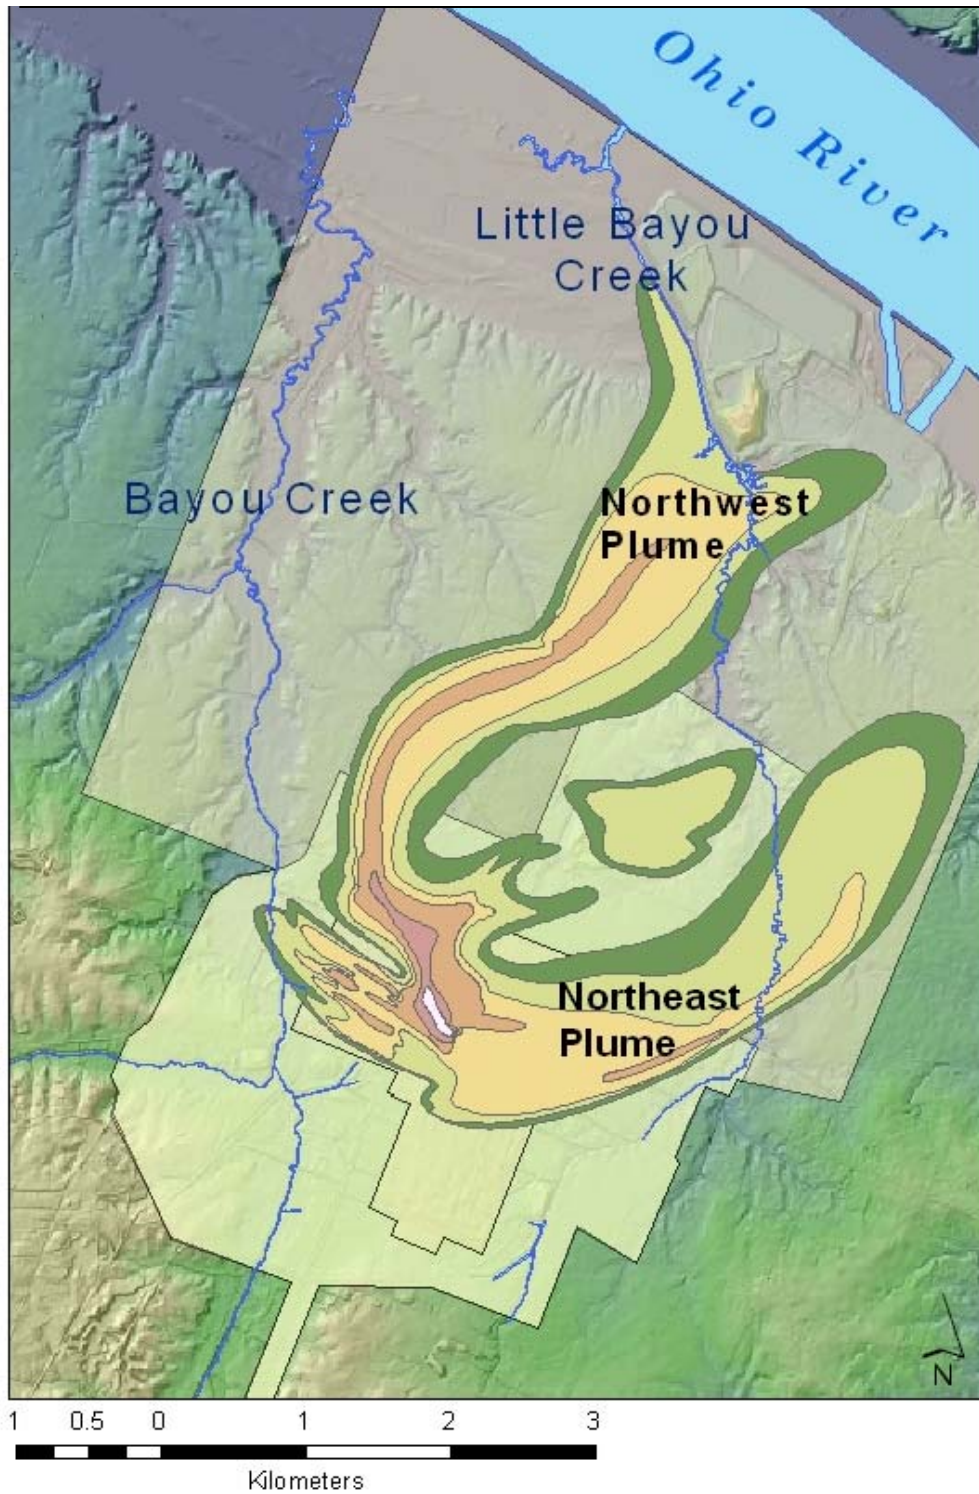 Ohio River
Little Bayou
Creek
Bayou Creek
Northwest
Plume
Northeast
Plume
N
1 0.5 0 1 2 3
Kilometers